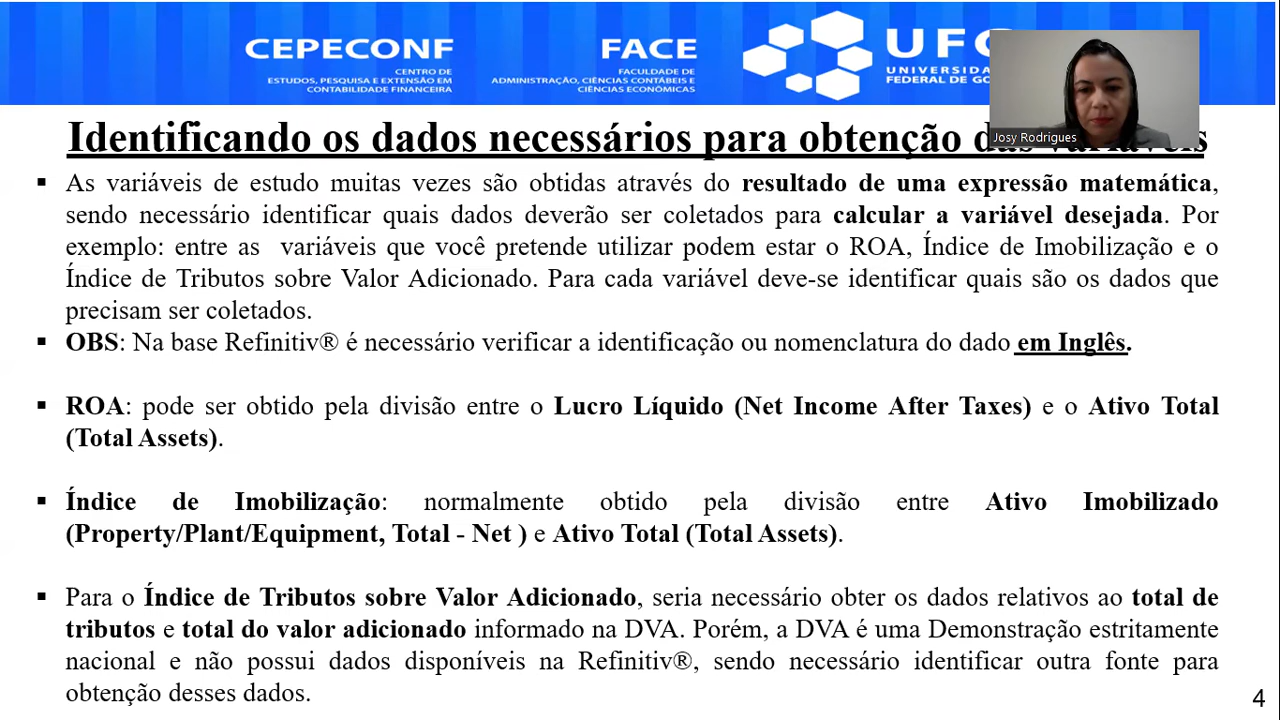 CEPECONF
CENTRO DE
ESTUDOS, PESQUISA E EXTENSÃO EM
CONTABILIDADE FINANCEIRA
FACE
FACULDADE DE
ADMINISTRAÇÃO, CIÊNCIAS CONTÁBEIS E
CIÊNCIAS ECONÔMICAS
UF
UNIVERSIDA
FEDERAL DE GO
Josy Rodrigues
Identificando os dados necessários para obtenção
As variáveis de estudo muitas vezes são obtidas através do resultado de uma expressão matemática,
sendo necessário identificar quais dados deverão ser coletados para calcular a variável desejada. Por
exemplo: entre as variáveis que você pretende utilizar podem estar o ROA, Índice de Imobilização e o
Índice de Tributos sobre Valor Adicionado. Para cada variável deve-se identificar quais são os dados que
precisam ser coletados.
OBS: Na base Refinitiv® é necessário verificar a identificação ou nomenclatura do dado em Inglês.
ROA: pode ser obtido pela divisão entre o Lucro Líquido (Net Income After Taxes) e o Ativo Total
(Total Assets).
Índice de Imobilização: normalmente obtido pela divisão entre Ativo Imobilizado
(Property/Plant/Equipment, Total - Net ) e Ativo Total (Total Assets).
Para o Índice de Tributos sobre Valor Adicionado, seria necessário obter os dados relativos ao total de
tributos e total do valor adicionado informado na DVA. Porém, a DVA é uma Demonstração estritamente
nacional e não possui dados disponíveis na Refinitiv®, sendo necessário identificar outra fonte para
obtenção desses dados.
4